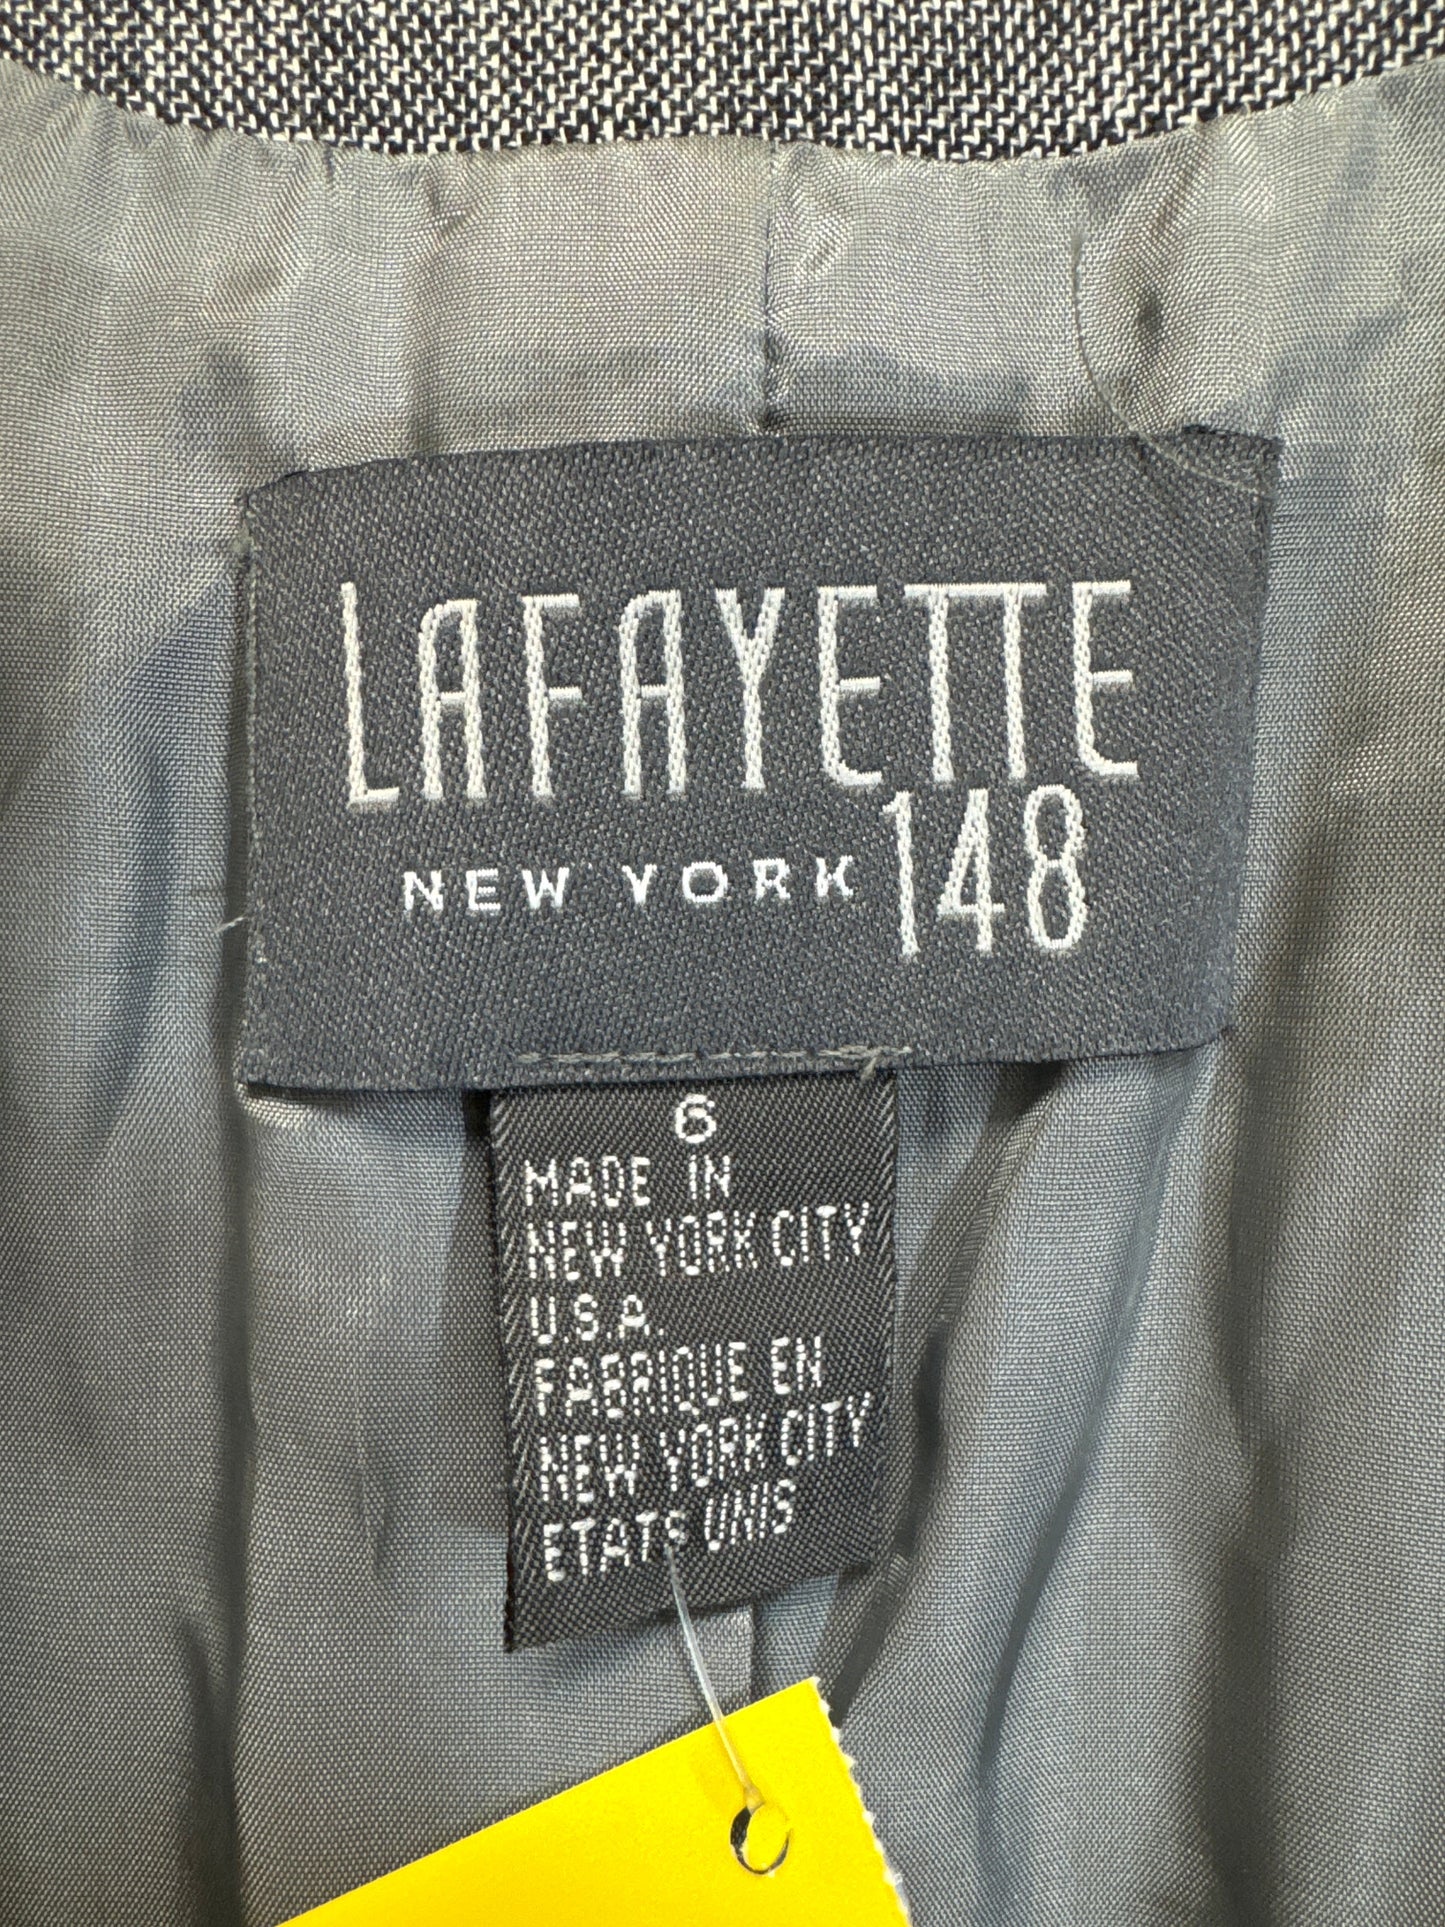 LAFAYETTE
NEW YORK 148
6
MADE IN
NEW YORK CITY
U.S.A.
FABRIQUE EN
NEW YORK CITY
ETATS UNIS